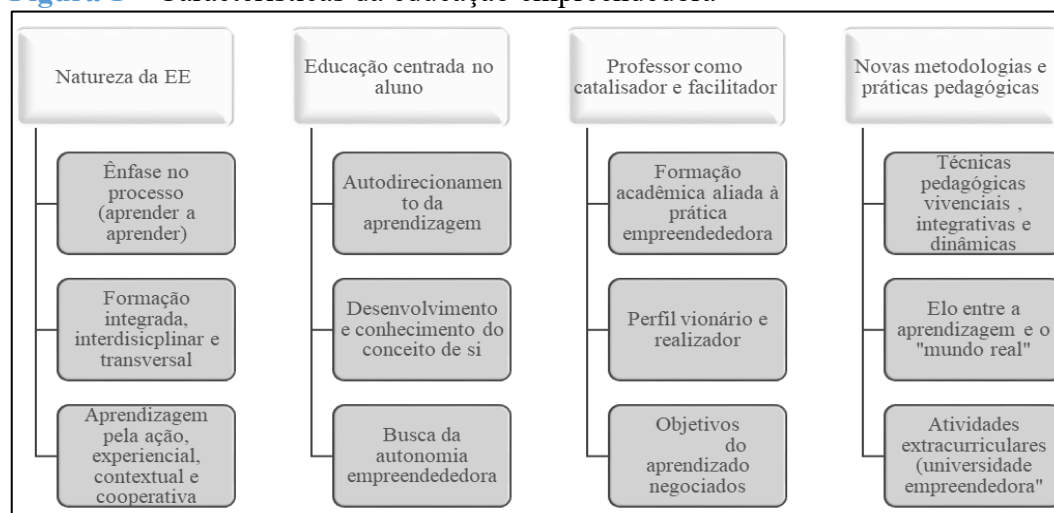 Natureza da EE
Ênfase no
processo
(aprender a
aprender)
Formação
integrada,
interdisicplinar e
transversal
Aprendizagem
pela ação,
experiencial,
contextual e
cooperativa
Educação centrada no
aluno
Autodirecionamen
to da
aprendizagem
Desenvolvimento
e conhecimento do
conceito de si
Busca da
autonomia
empreendededora
Professor como
catalisador e facilitador
Formação
acadêmica aliada à
prática
empreendededora
Perfil vionário e
realizador
Objetivos
do
aprendizado
negociados
Novas metodologias e
práticas pedagógicas
Técnicas
pedagógicas
vivenciais ,
integrativas e
dinâmicas
Elo entre a
aprendizagem e o
"mundo real"
Atividades
extracurriculares
(universidade
empreendedora"